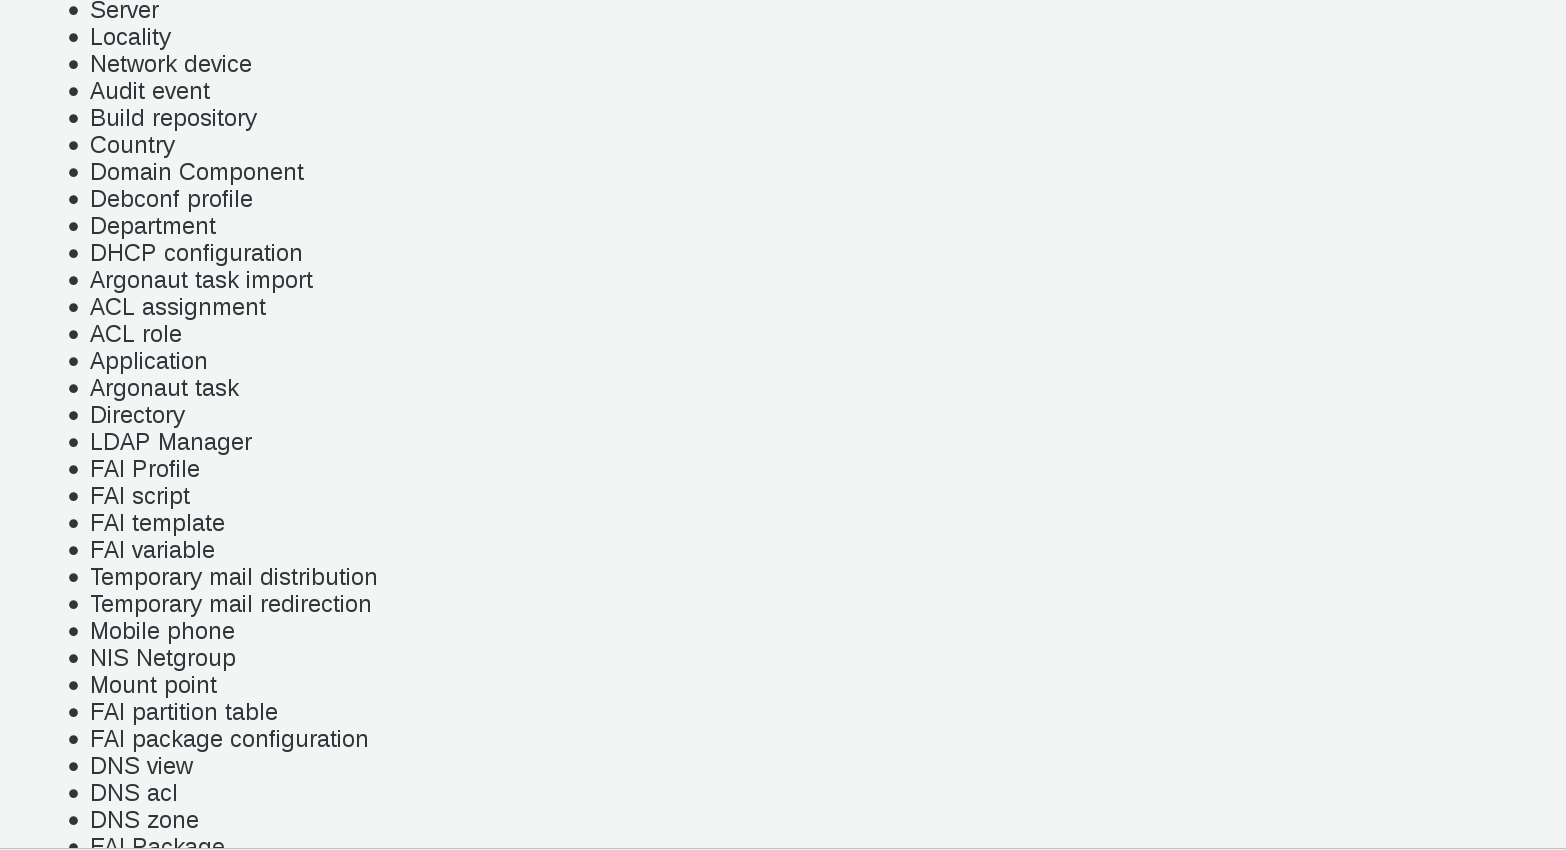 • Server
• Locality
• Network device
• Audit event
• Build repository
• Country
• Domain Component
• Debconf profile
• Department
• DHCP configuration
• Argonaut task import
• ACL assignment
• ACL role
• Application
• Argonaut task
• Directory
• LDAP Manager
• FAI Profile
• FAI script
• FAI template
• FAI variable
• Temporary mail distribution
• Temporary mail redirection
• Mobile phone
• NIS Netgroup
• Mount point
• FAI partition table
• FAI package configuration
• DNS view
• DNS acl
• DNS zone
• FAI Package